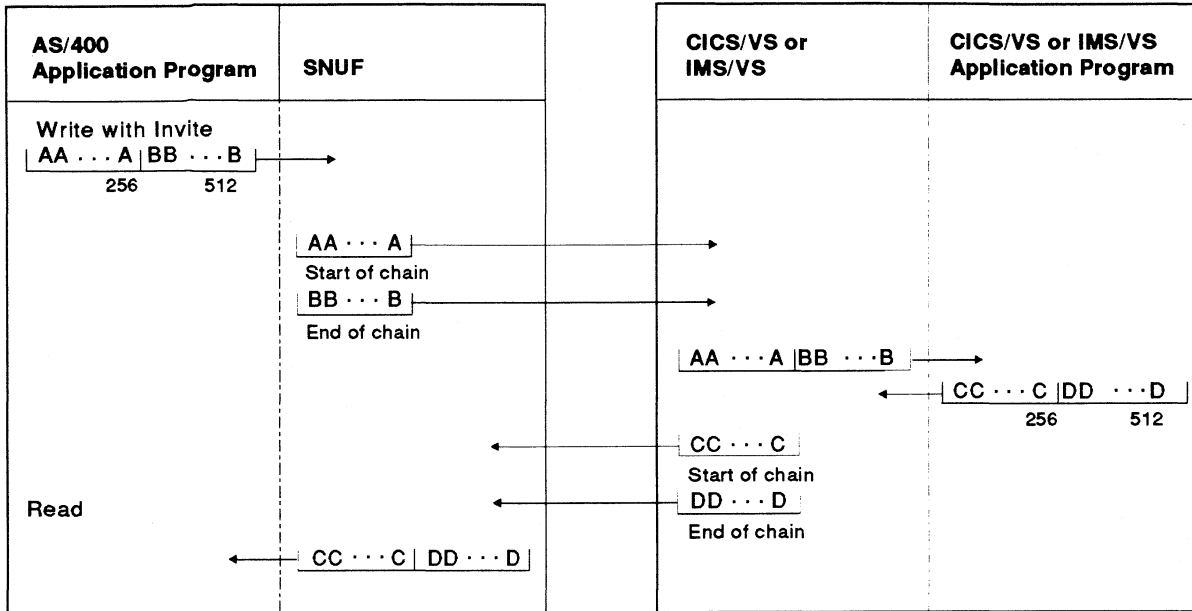 AS/400
Application Program
SNUF
CICS/VS or
IMS/VS
CICS/VS or IMS/VS
Application Program
Write with Invite
AA · · · A BB · · · B
256 512
AA · · · A
Start of chain
BB · · · B
End of chain
AA · · · A BB · · · B
CC · · · C DD · · · D
256 512
CC · · · C
Start of chain
Read
DD · · · D
End of chain
CC · · · C DD · · · D